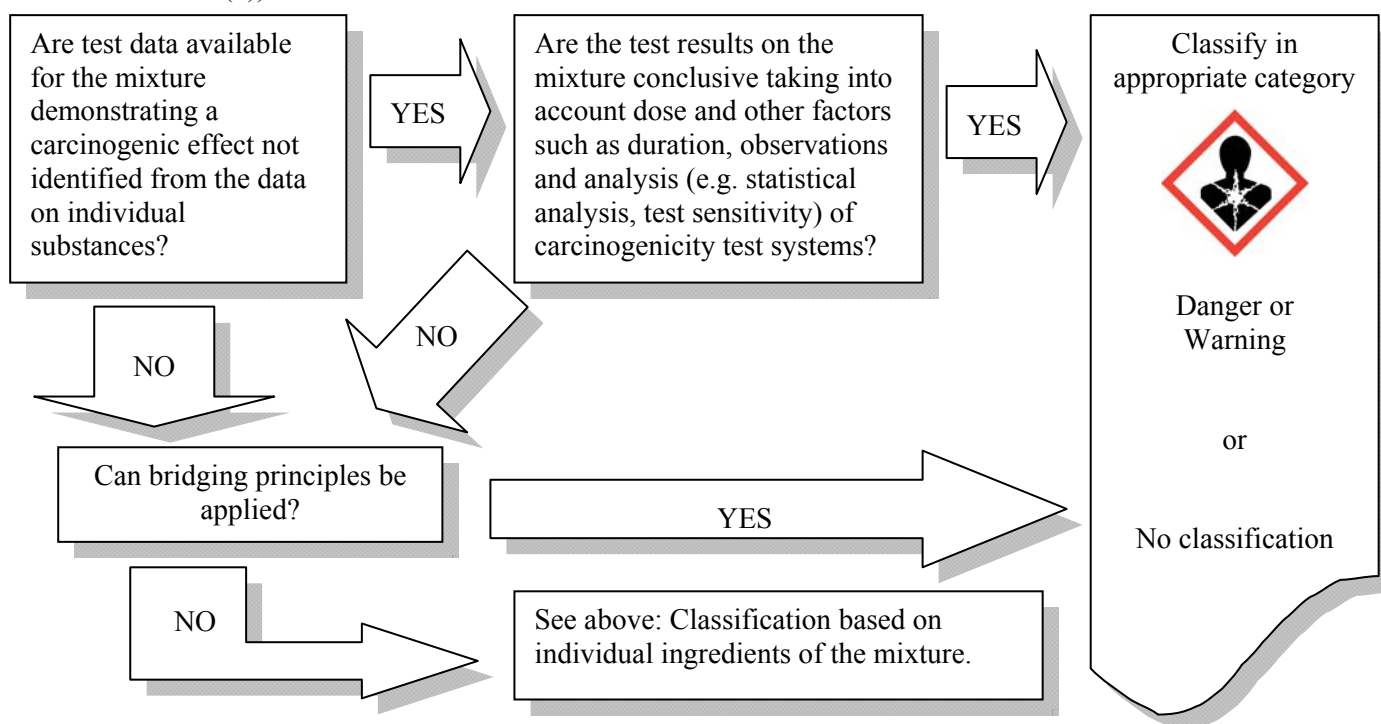 Are test data available
for the mixture
demonstrating a
carcinogenic effect not
identified from the data
on individual
substances?
YES
Are the test results on the
mixture conclusive taking into
account dose and other factors
such as duration, observations
and analysis (e.g. statistical
analysis, test sensitivity) of
carcinogenicity test systems?
YES
Classify in
appropriate category
Danger or
Warning
or
No classification
NO
NO
Can bridging principles be
applied?
YES
NO
See above: Classification based on
individual ingredients of the mixture.